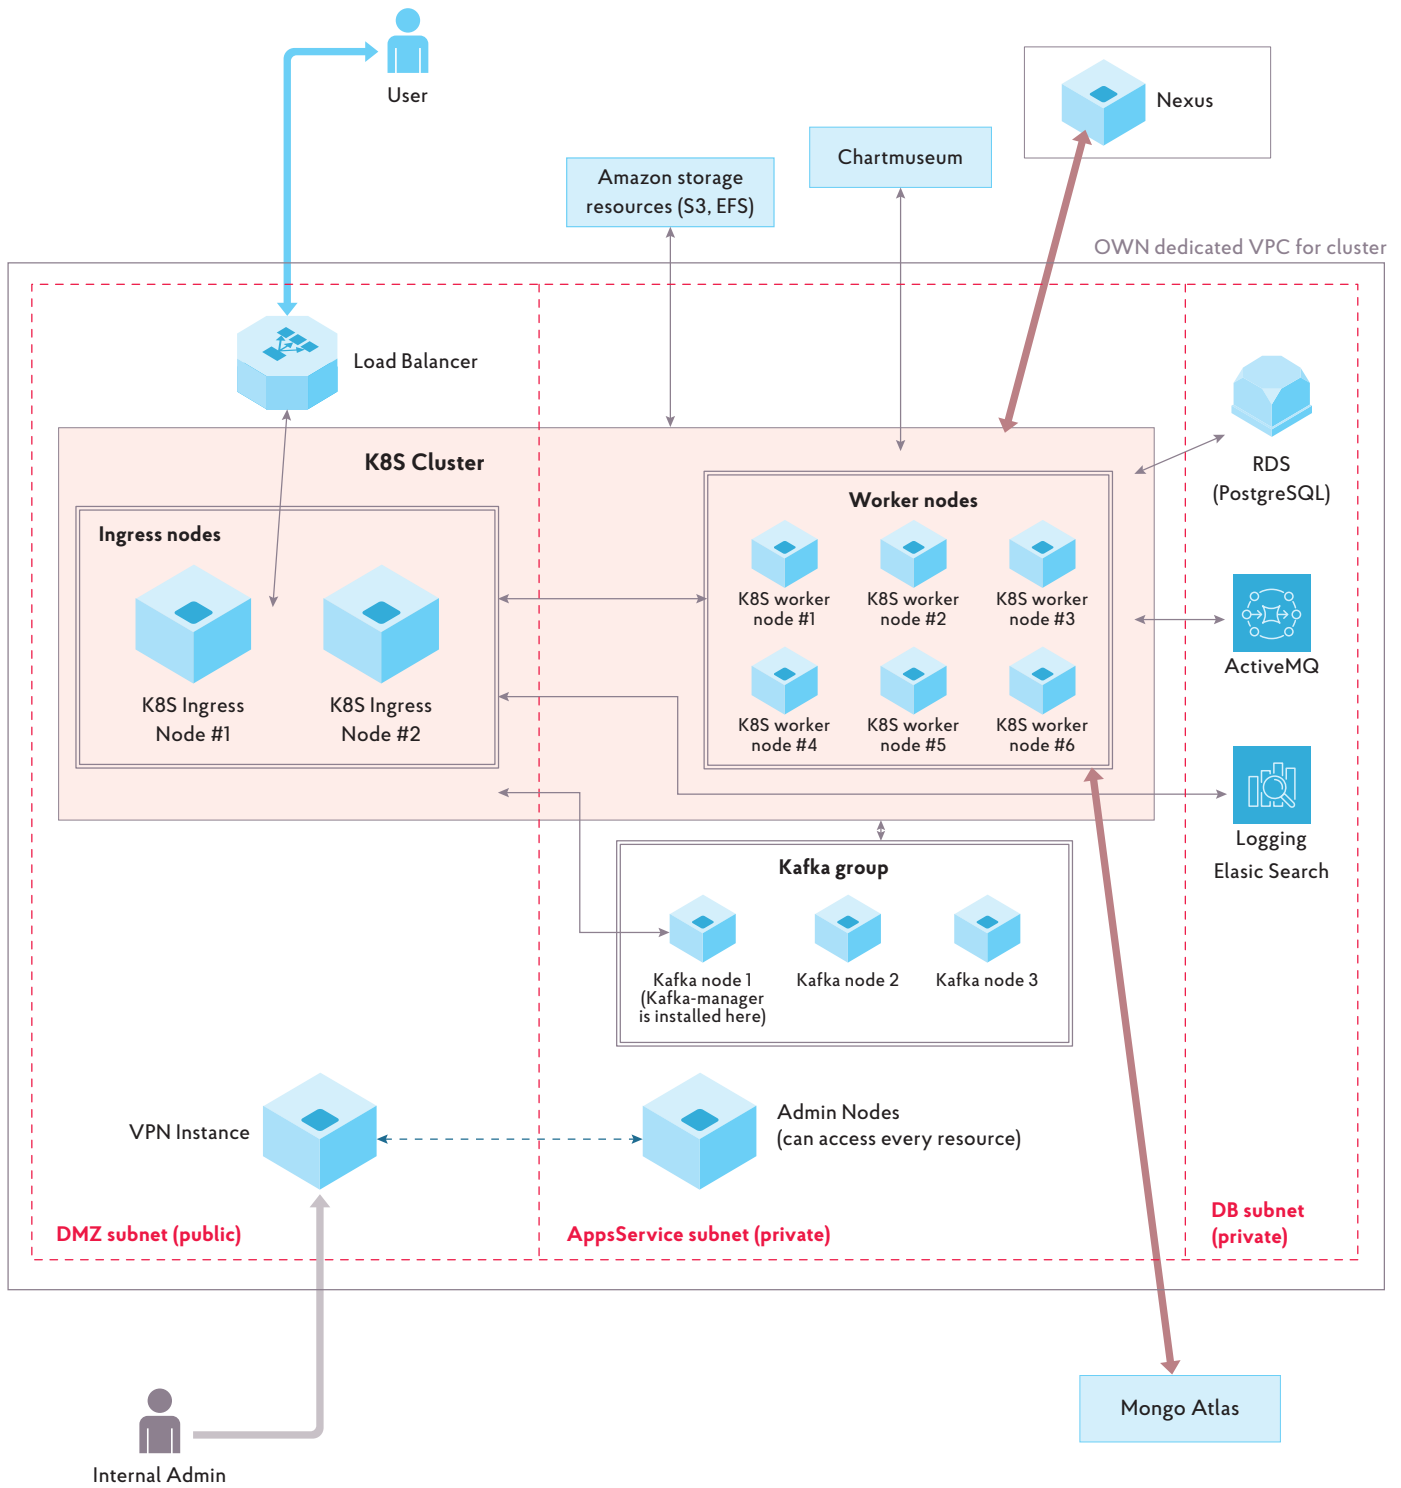 User
Nexus
Chartmuseum
Amazon storage
resources (S3, EFS)
OWN dedicated VPC for cluster
Load Balancer
K8S Cluster
RDS
(PostgreSQL)
Ingress nodes
Worker nodes
K8S worker
node #1
K8S worker
node #2
K8S worker
node #3
K8S Ingress
Node #1
K8S Ingress
Node #2
K8S worker
node #4
K8S worker
node #5
K8S worker
node #6
ActiveMQ
Logging
Elasic Search
Kafka group
Kafka node 1
(Kafka-manager
is installed here)
Kafka node 2
Kafka node 3
VPN Instance
Admin Nodes
(can access every resource)
DMZ subnet (public)
AppsService subnet (private)
DB subnet
(private)
Mongo Atlas
Internal Admin